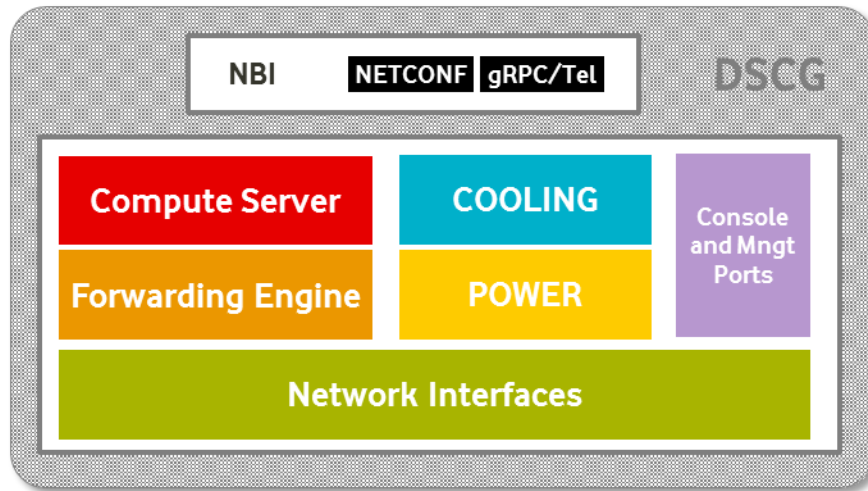 NBI
NETCONF
gRPC/Tel
DSCG
Compute Server
COOLING
Console
and Mngt
Ports
Forwarding Engine
POWER
Network Interfaces